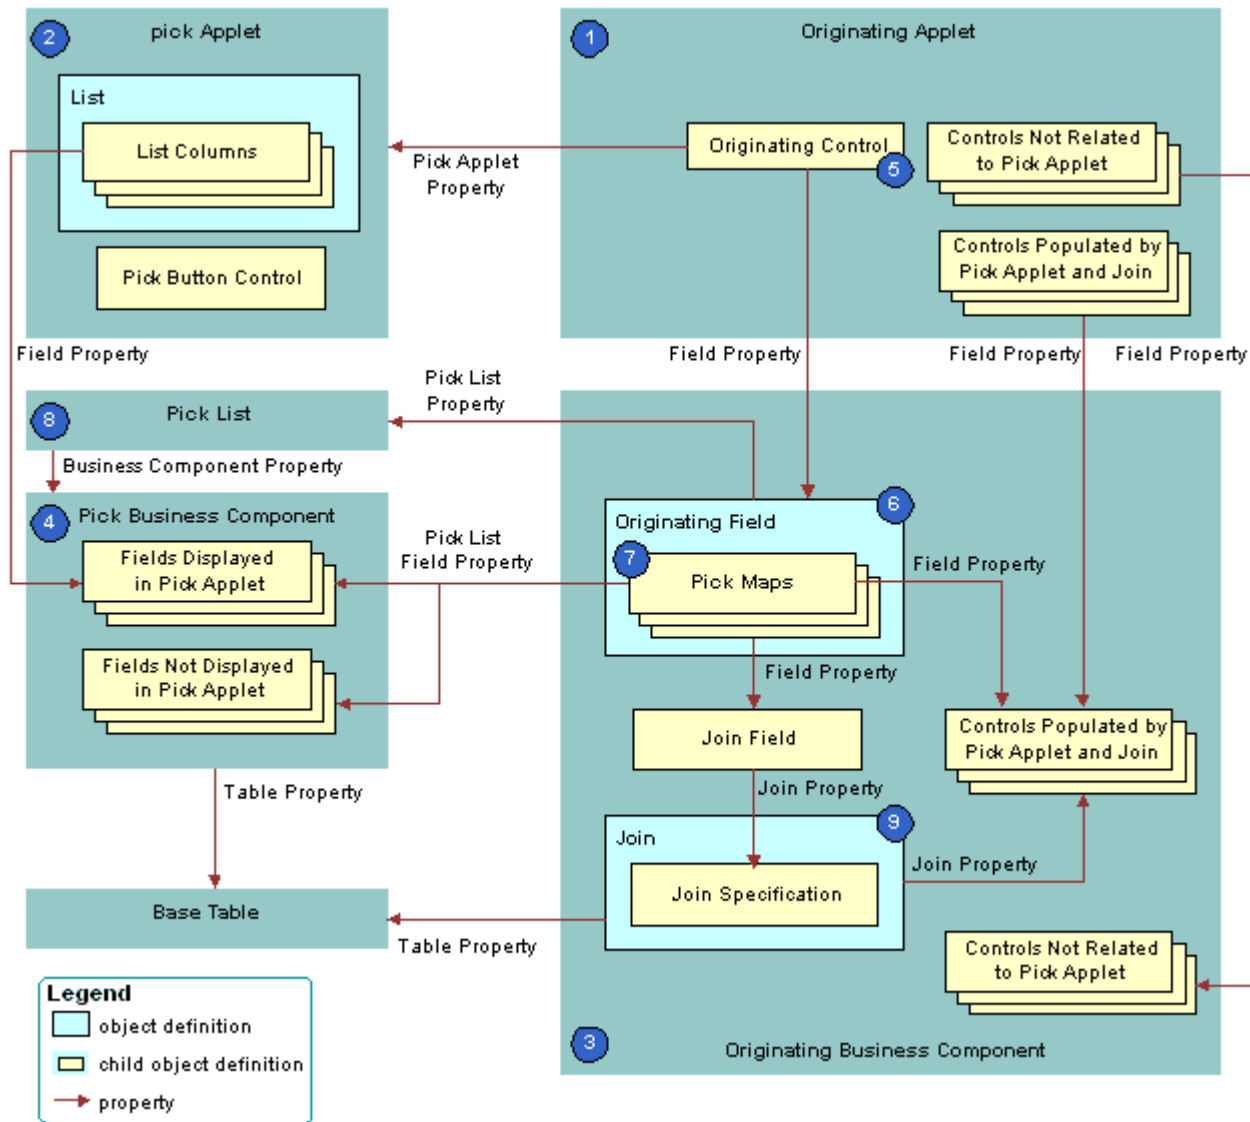 2
pick Applet
List
List Columns
Pick Button Control
1
Originating Applet
Originating Control
5
Controls Not Related
to Pick Applet
Controls Populated by
Pick Applet and Join
Pick Applet
Property
Field Property
Field Property
Field Property
Field Property
Pick List
Property
8
Pick List
Business Component Property
4
Pick Business Component
Fields Displayed
in Pick Applet
Fields Not Displayed
in Pick Applet
Pick List
Field Property
6
Originating Field
7
Pick Maps
Field Property
Field Property
Join Field
Controls Populated by
Pick Applet and Join
Table Property
Join Property
9
Join
Join Specification
Join Property
Base Table
Table Property
Controls Not Related
to Pick Applet
3
Originating Business Component
Legend
object definition
child object definition
property